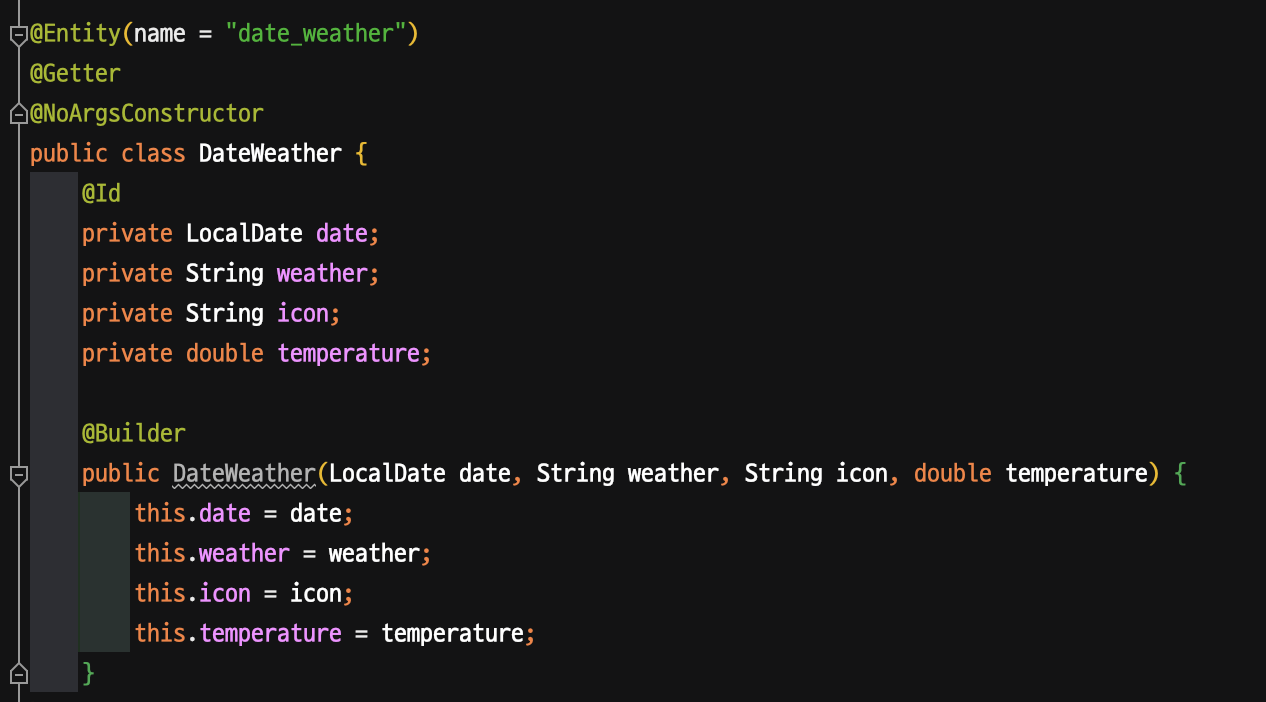 @Entity(name = "date_weather")
@Getter
@NoArgsConstructor
public class DateWeather {
    @Id
    private LocalDate date;
    private String weather;
    private String icon;
    private double temperature;

    @Builder
    public DateWeather(LocalDate date, String weather, String icon, double temperature) {
        this.date = date;
        this.weather = weather;
        this.icon = icon;
        this.temperature = temperature;
    }